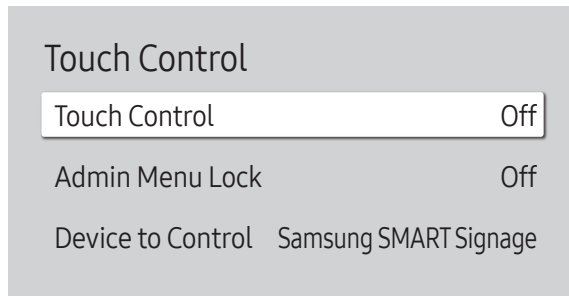 Touch Control
Touch Control Off
Admin Menu Lock Off
Device to Control Samsung SMART Signage